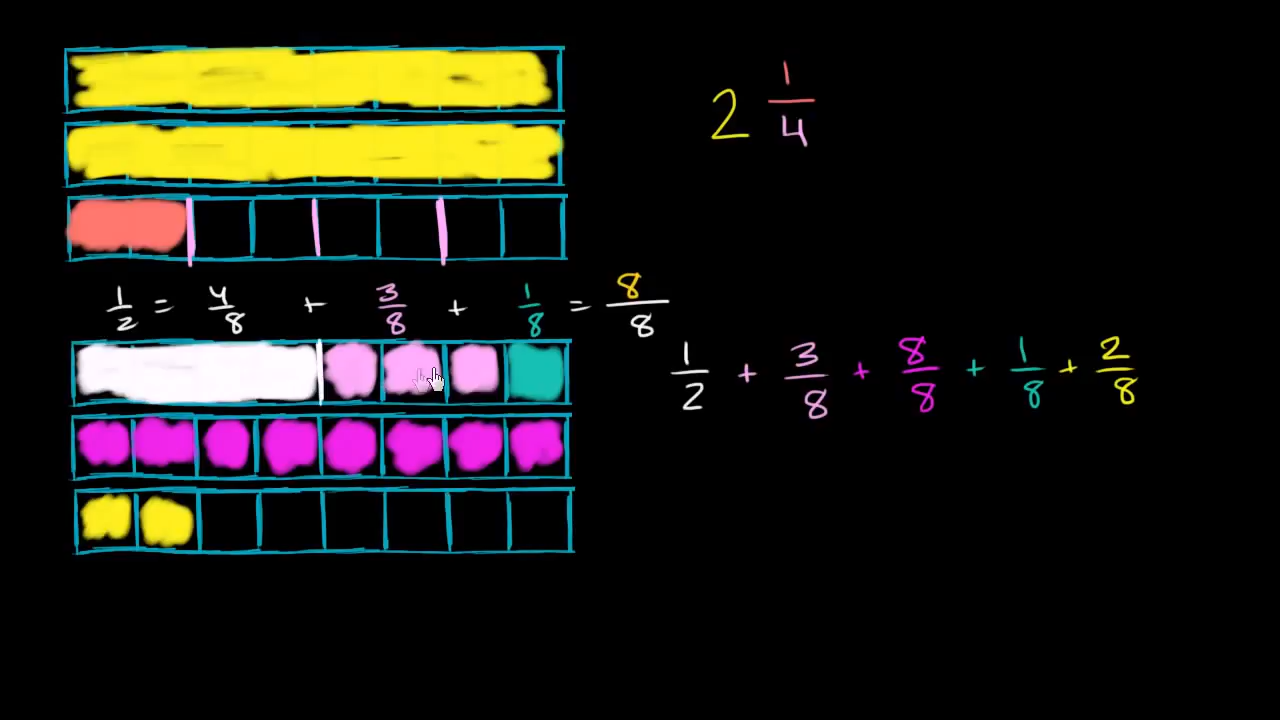 2 1/4
1/2 = 4/8 + 3/8 + 1/8 = 8/8
1/2 + 3/8 + 8/8 + 1/8 + 2/8